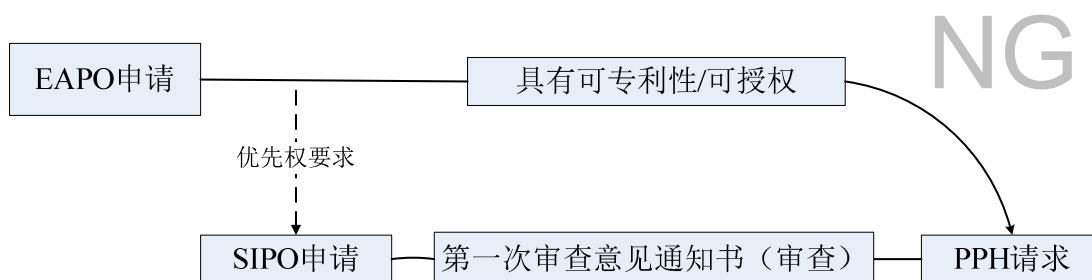 NG
EAPO申请
具有可专利性/可授权
优先权要求
SIPO申请
第一次审查意见通知书（审查）
PPH请求